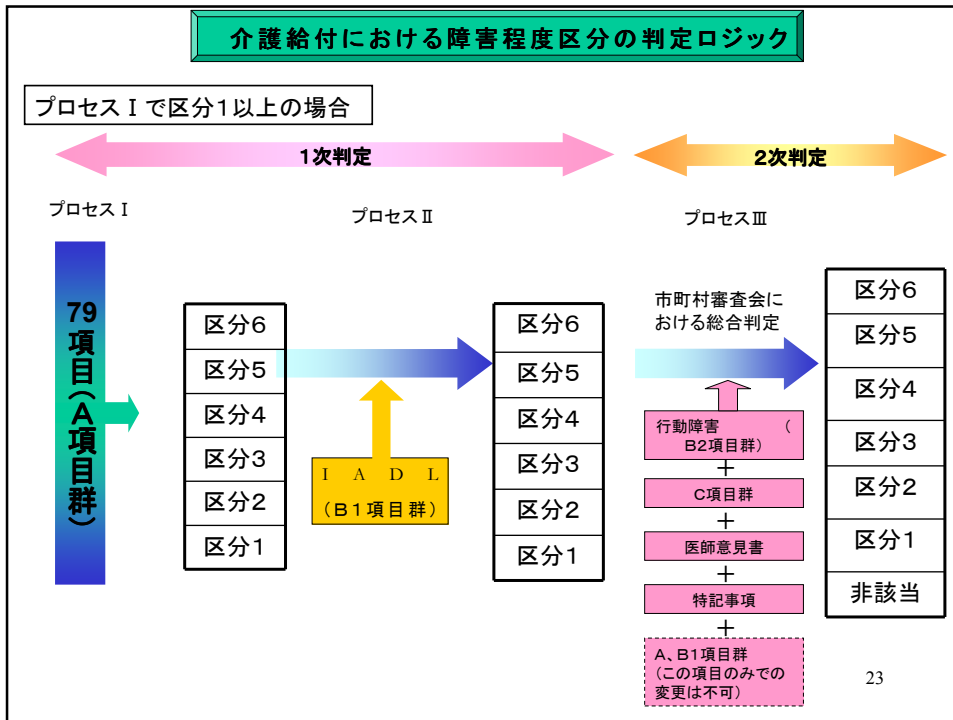 介護給付における障害程度区分の判定ロジック
プロセスⅠで区分1以上の場合
1次判定
2次判定
プロセスⅠ
プロセスⅡ
プロセスⅢ
79項目(A項目群)
区分6
区分5
区分4
区分3
区分2
区分1
I A D L
(B1項目群)
区分6
区分5
区分4
区分3
区分2
区分1
市町村審査会に
おける総合判定
行動障害 (
B2項目群)
+
C項目群
+
医師意見書
+
特記事項
+
A、B1項目群
(この項目のみでの
変更は不可)
区分6
区分5
区分4
区分3
区分2
区分1
非該当
23